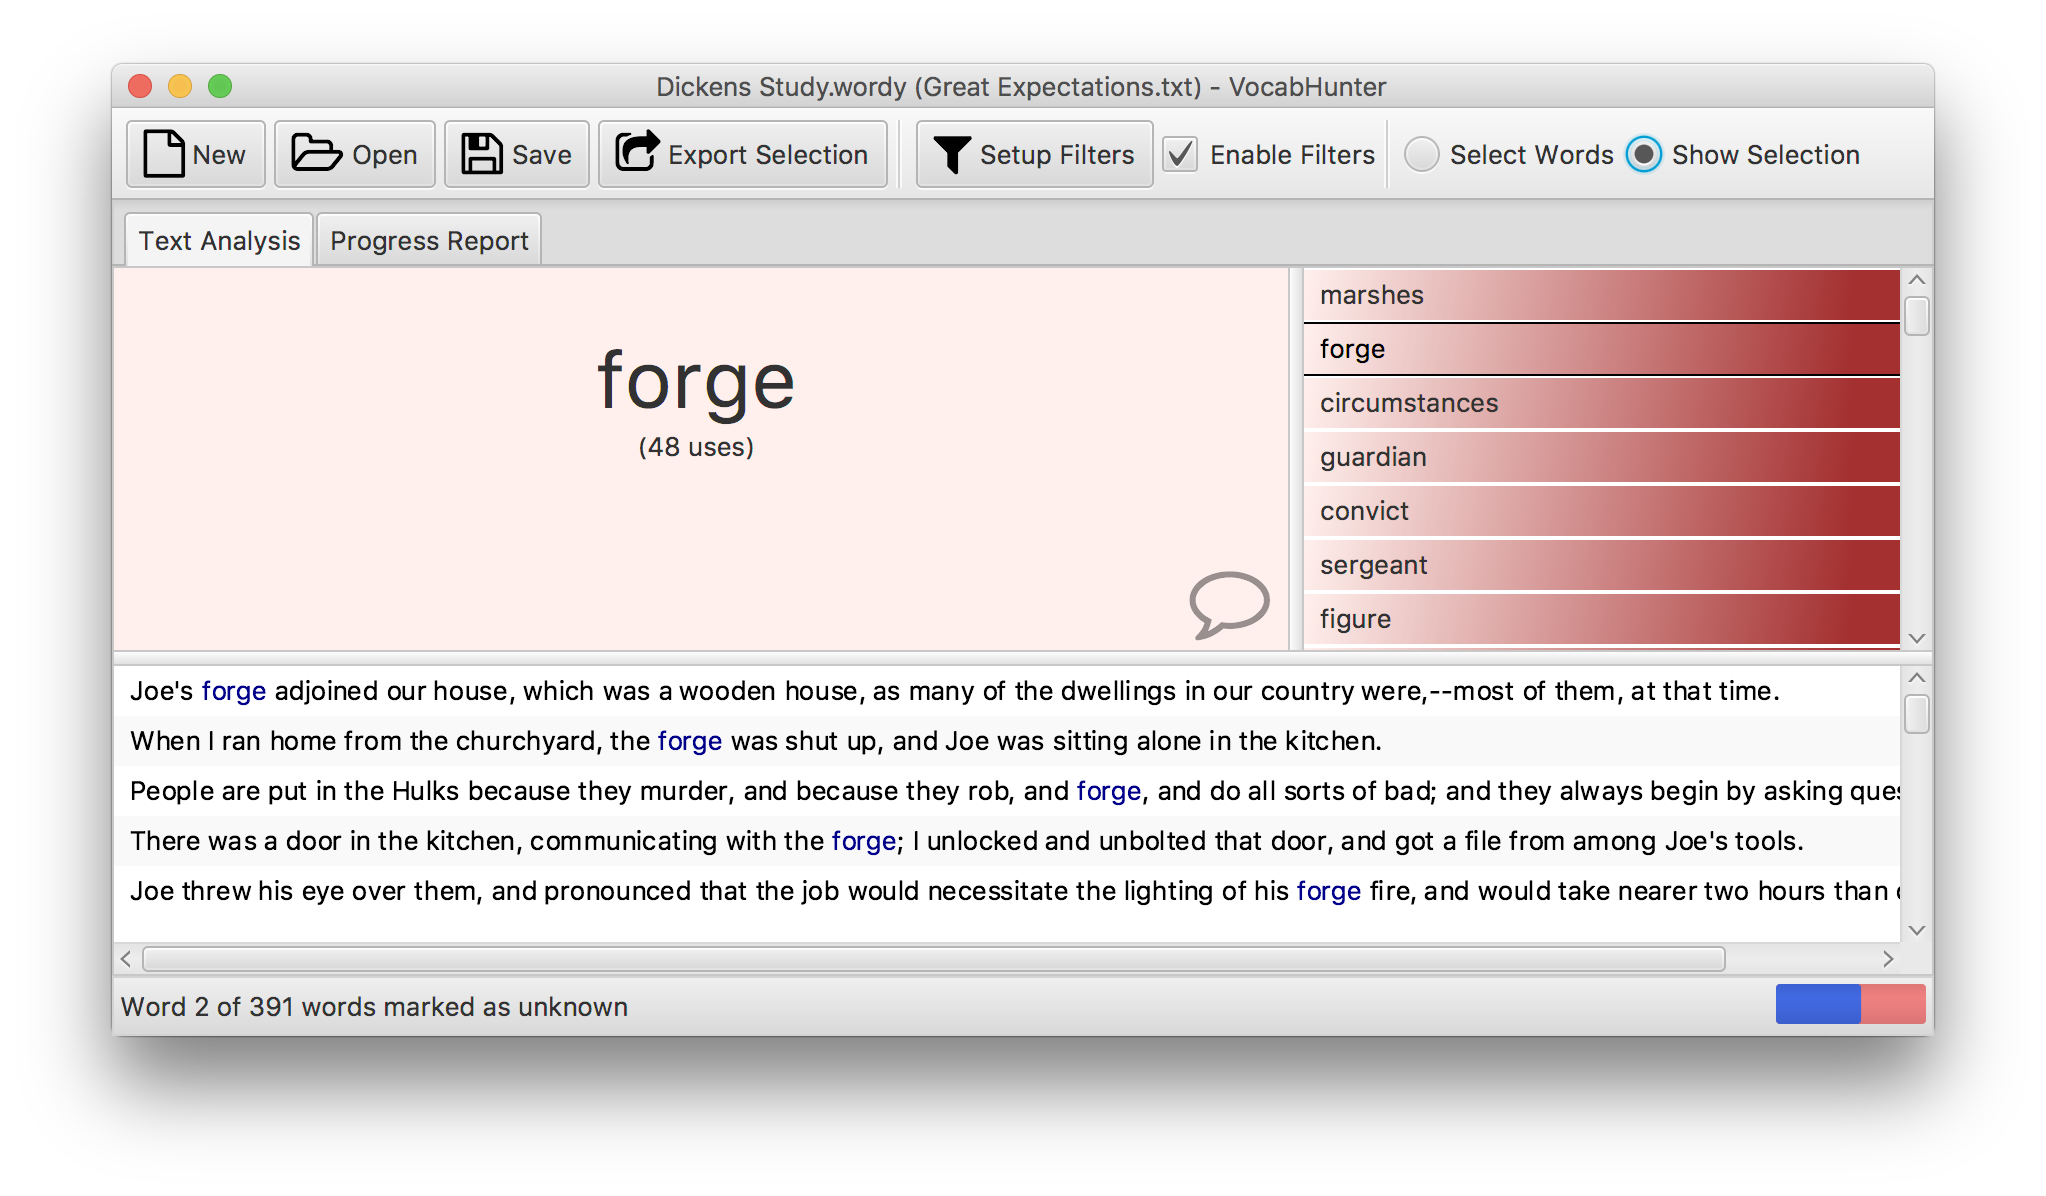 Dickens Study.wordy (Great Expectations.txt) - VocabHunter
New Open Save Export Selection Setup Filters Enable Filters Select Words Show Selection
Text Analysis Progress Report
forge
(48 uses)
marshes
forge
circumstances
guardian
convict
sergeant
figure
Joe's forge adjoined our house, which was a wooden house, as many of the dwellings in our country were,--most of them, at that time.
When I ran home from the churchyard, the forge was shut up, and Joe was sitting alone in the kitchen.
People are put in the Hulks because they murder, and because they rob, and forge, and do all sorts of bad; and they always begin by asking
There was a door in the kitchen, communicating with the forge; I unlocked and unbolted that door, and got a file from among Joe's tools.
Joe threw his eye over them, and pronounced that the job would necessitate the lighting of his forge fire, and would take nearer two hours than
Word 2 of 391 words marked as unknown